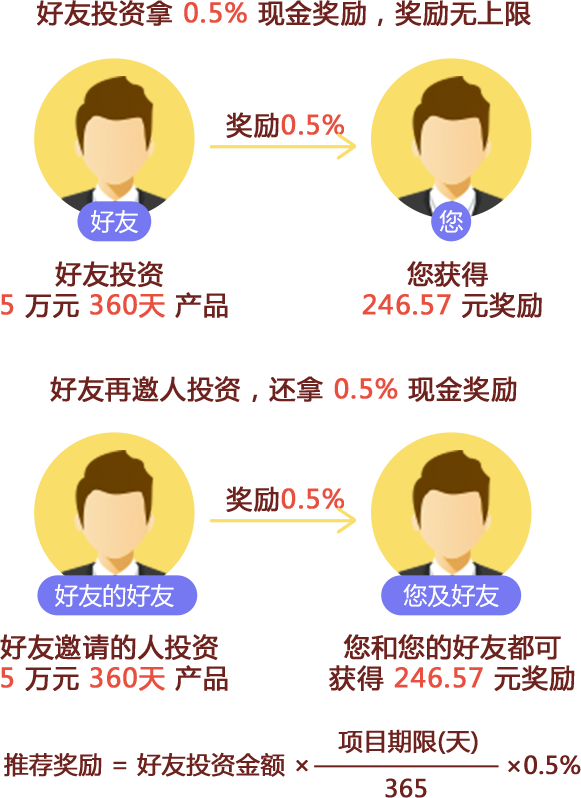 好友投资拿 0.5% 现金奖励，奖励无上限
奖励0.5%
好友
您
好友投资
5 万元 360天 产品
您获得
246.57 元奖励
好友再邀人投资，还拿 0.5% 现金奖励
奖励0.5%
好友的好友
您及好友
好友邀请的人投资
5 万元 360天 产品
您和您的好友都可
获得 246.57 元奖励
项目期限(天)
推荐奖励 = 好友投资金额 × ×0.5%
365